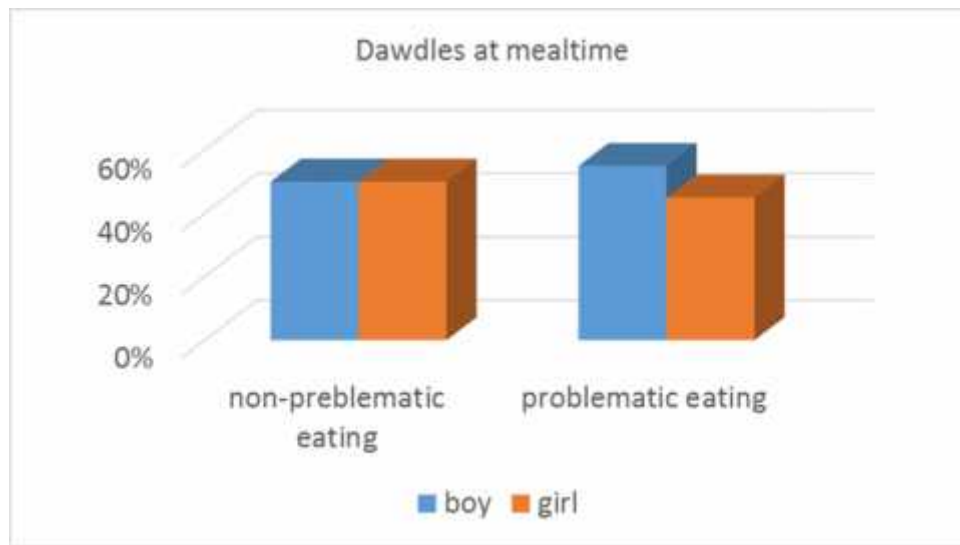 Dawdles at mealtime
60%
40%
20%
0%
non-preblematic
eating
problematic eating
boy girl